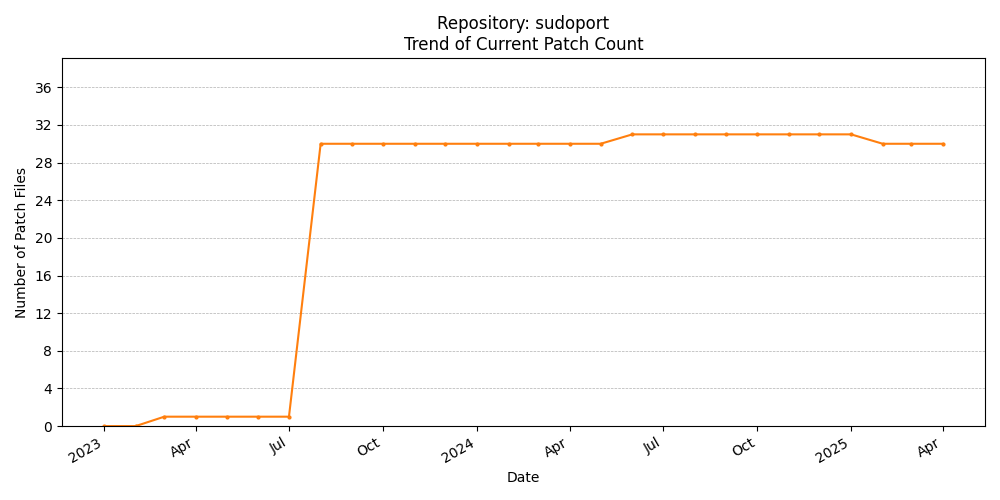 Repository: sudoport
Trend of Current Patch Count
Number of Patch Files
36
32
28
24
20
16
12
8
4
0
2023
Apr
Jul
Oct
2024
Apr
Jul
Oct
2025
Apr
Date